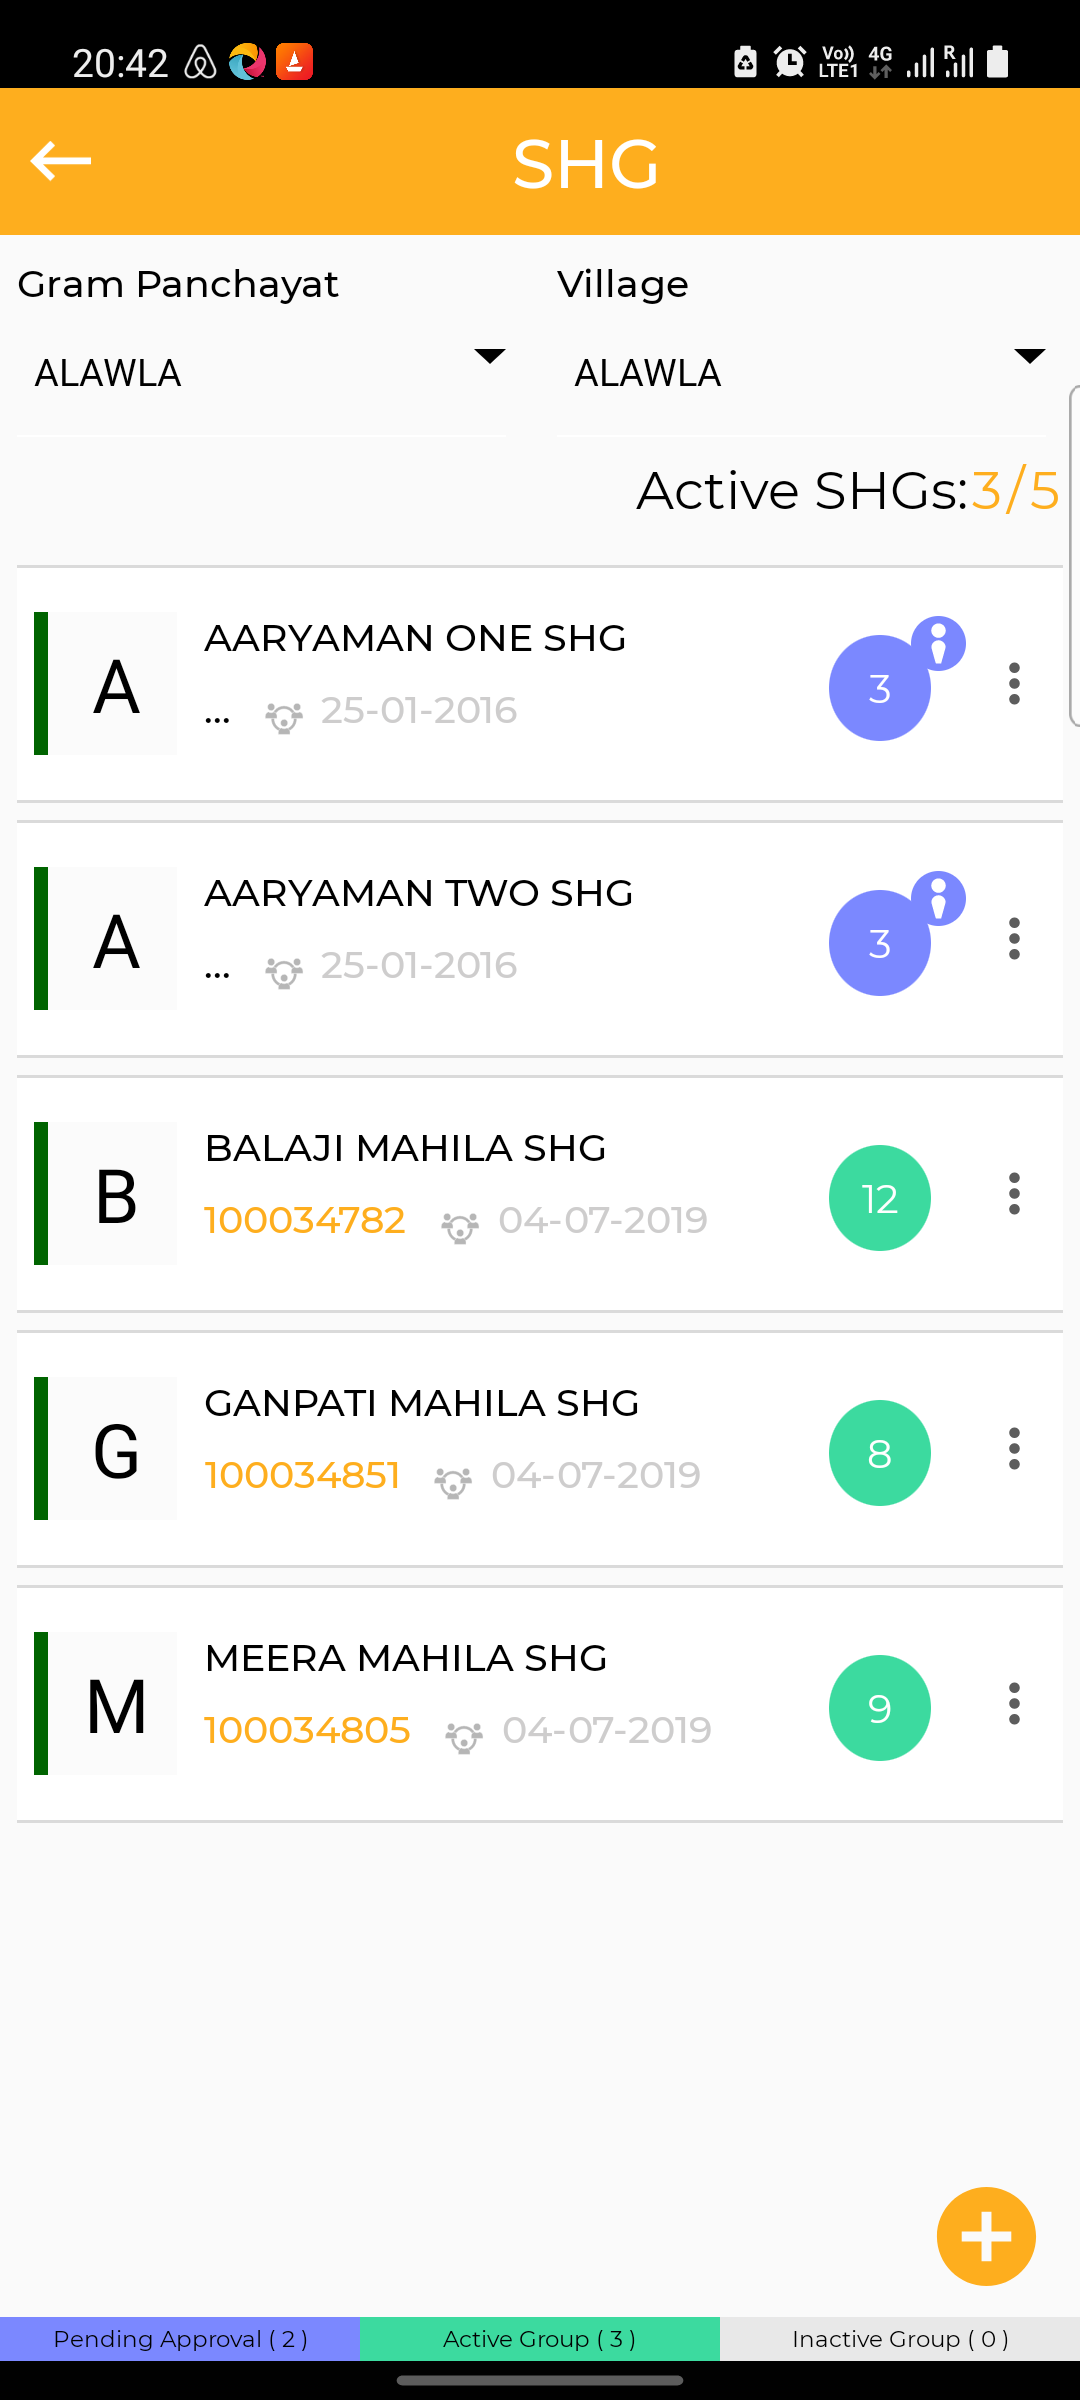 20:42
Vo)) LTE1 4G R
SHG
Gram Panchayat Village
ALAWLA ALAWLA
Active SHGs: 3/5
A
AARYAMAN ONE SHG
... 25-01-2016
3
A
AARYAMAN TWO SHG
... 25-01-2016
3
B
BALAJI MAHILA SHG
100034782 04-07-2019
12
G
GANPATI MAHILA SHG
100034851 04-07-2019
8
M
MEERA MAHILA SHG
100034805 04-07-2019
9
Pending Approval ( 2 ) Active Group ( 3 ) Inactive Group ( 0 )